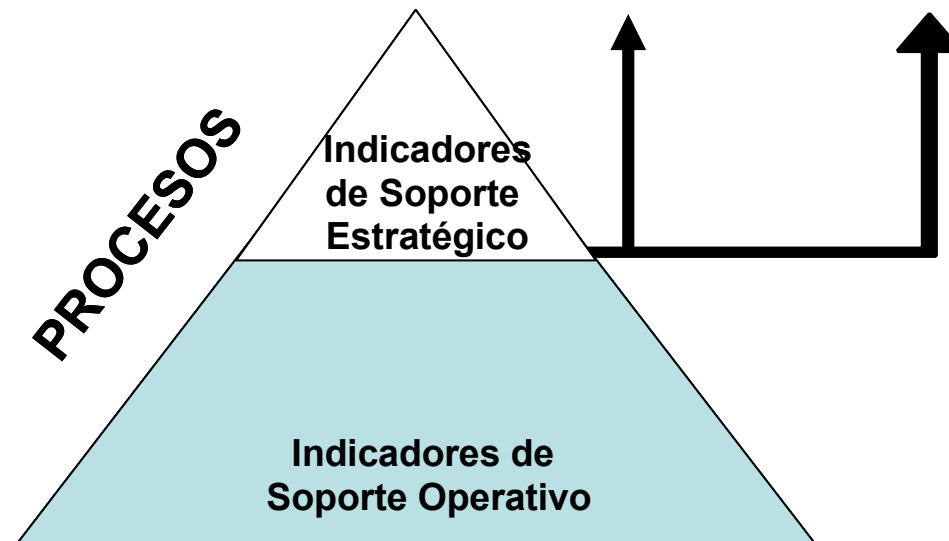 PROCESOS
Indicadores
de Soporte
Estratégico
Indicadores de
Soporte Operativo